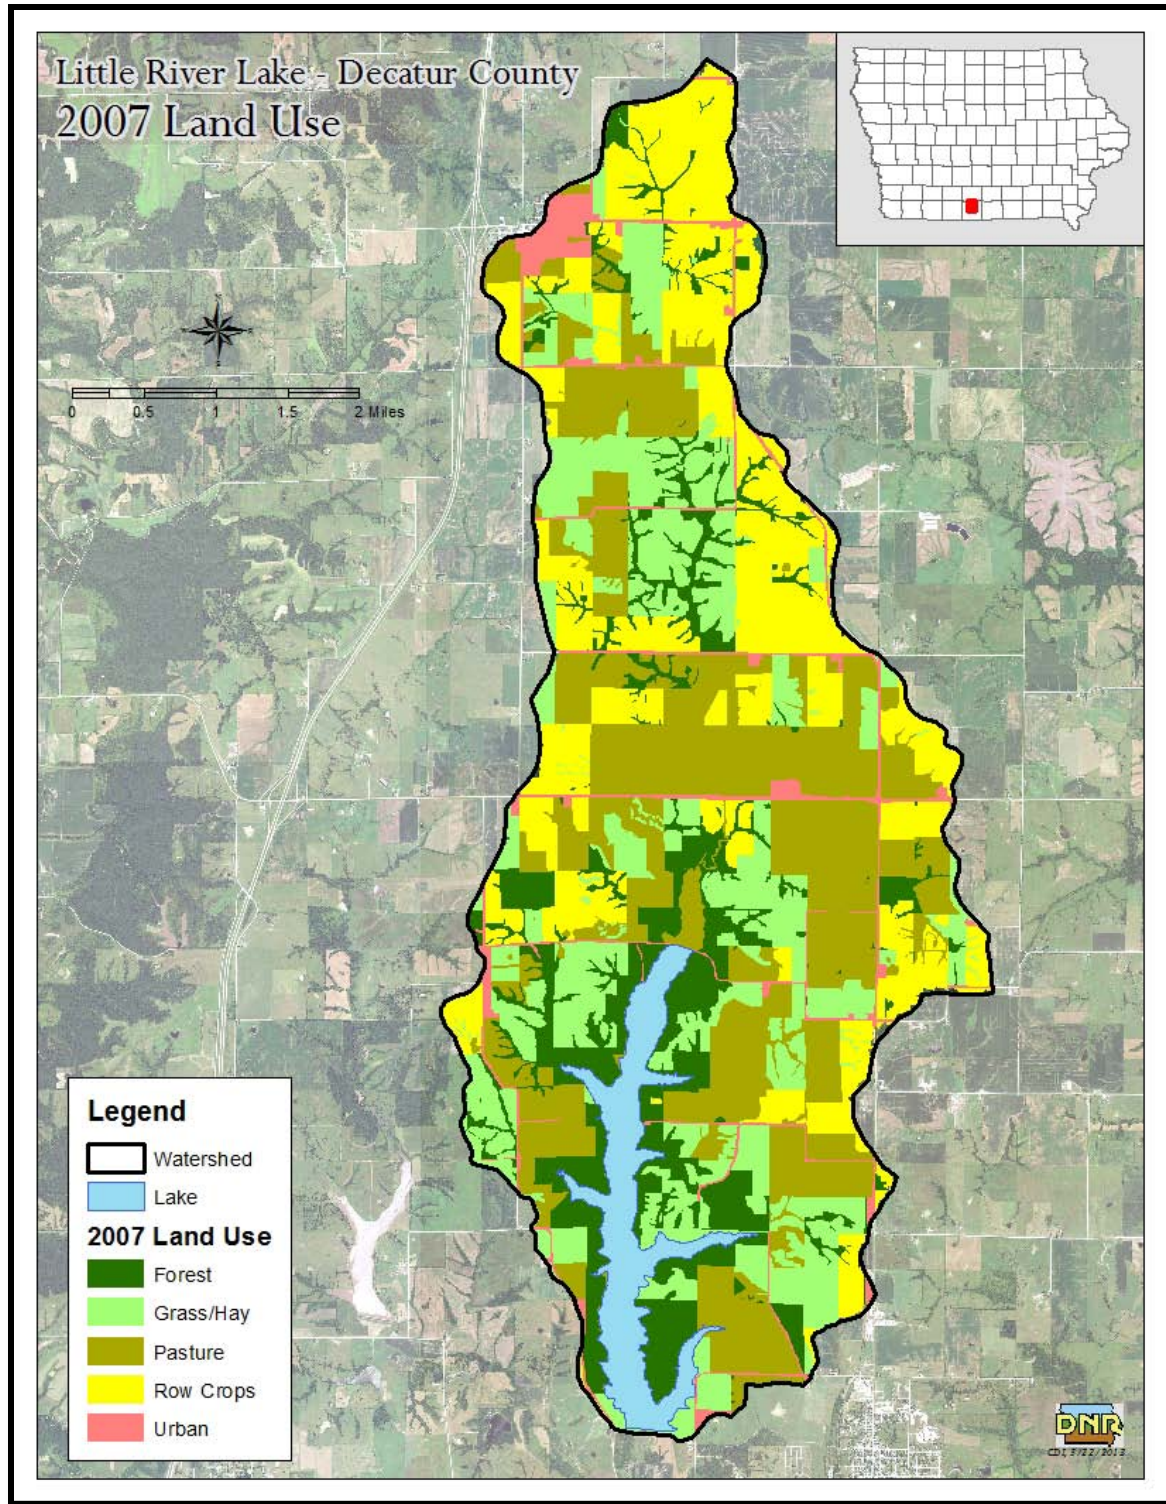 Little River Lake - Decatur County
2007 Land Use
0 0.5 1 1.5 2 Miles
Legend
Watershed
Lake
2007 Land Use
Forest
Grass/Hay
Pasture
Row Crops
Urban
DNR